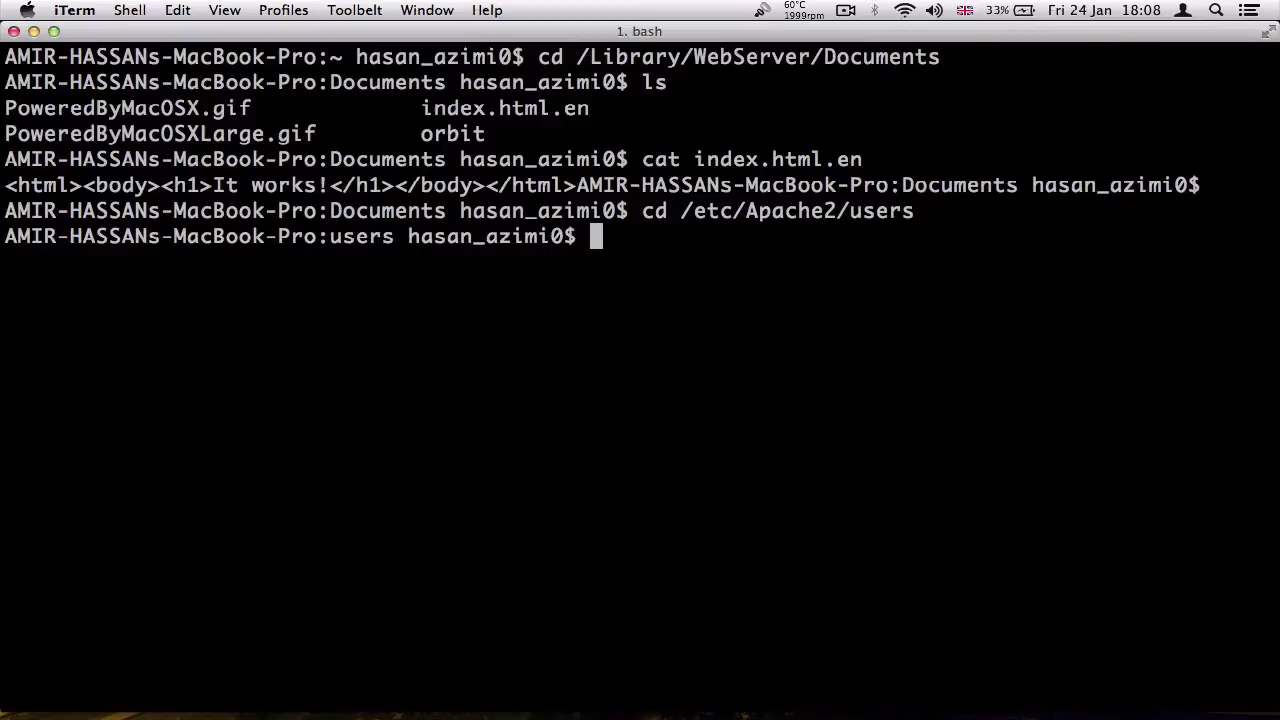 iTerm Shell Edit View Profiles Toolbelt Window Help 60°C 1999rpm 33% Fri 24 Jan 18:08
1. bash
AMIR-HASSANs-MacBook-Pro:~ hasan_azimi0$ cd /Library/WebServer/Documents
AMIR-HASSANs-MacBook-Pro:Documents hasan_azimi0$ ls
PoweredByMacOSX.gif index.html.en
PoweredByMacOSXLarge.gif orbit
AMIR-HASSANs-MacBook-Pro:Documents hasan_azimi0$ cat index.html.en
<html><body><h1>It works!</h1></body></html>AMIR-HASSANs-MacBook-Pro:Documents hasan_azimi0$
AMIR-HASSANs-MacBook-Pro:Documents hasan_azimi0$ cd /etc/Apache2/users
AMIR-HASSANs-MacBook-Pro:users hasan_azimi0$